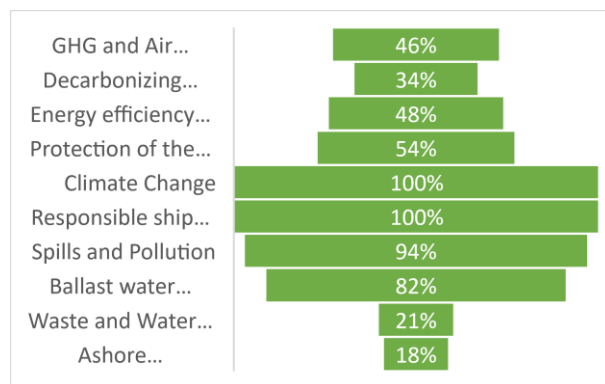 GHG and Air... 46%
Decarbonizing... 34%
Energy efficiency... 48%
Protection of the... 54%
Climate Change 100%
Responsible ship... 100%
Spills and Pollution 94%
Ballast water... 82%
Waste and Water... 21%
Ashore... 18%